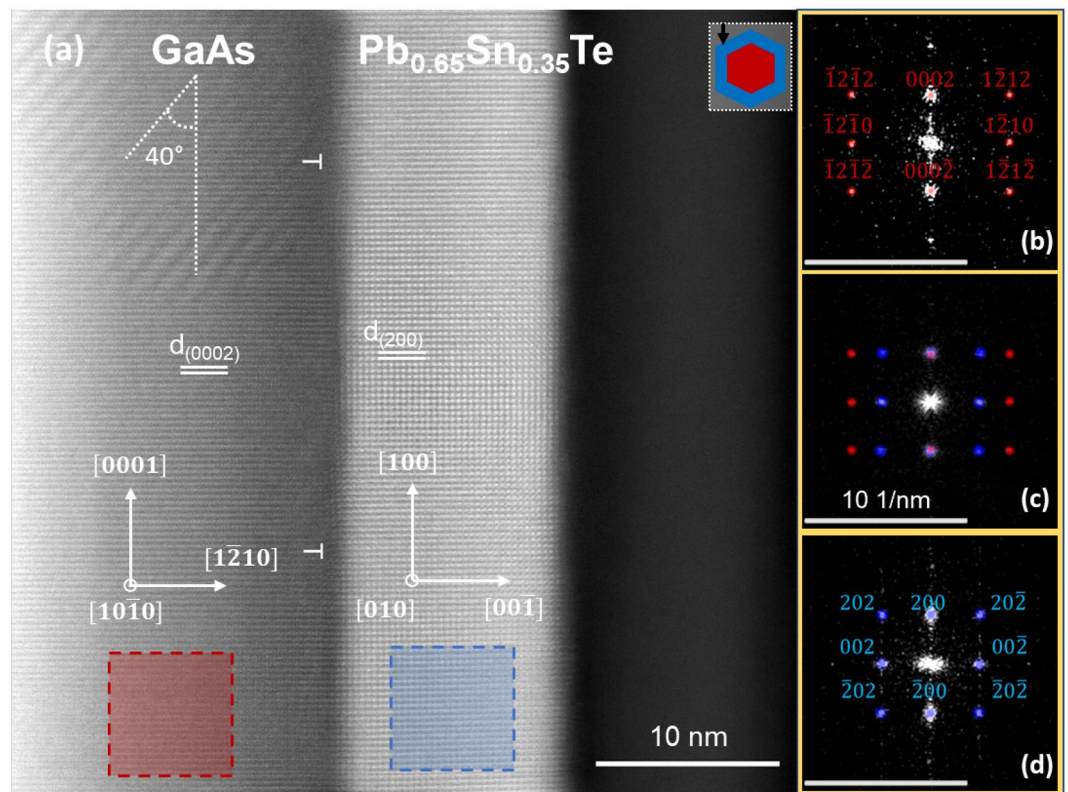 (a)
GaAs
Pb₀.₆₅Sn₀.₃₅Te
40°
⊥
d(0002)
d(200)
[0001]
[12̄10]
[101̄0]
⊥
[100]
[001̄]
[010]
10 nm
1̄21̄2 0002 12̄12
1̄21̄0 12̄10
1̄21̄2̄ 0002̄ 12̄12̄
(b)
10 1/nm
(c)
202 200 202̄
002 002̄
2̄02 2̄00 2̄02̄
(d)